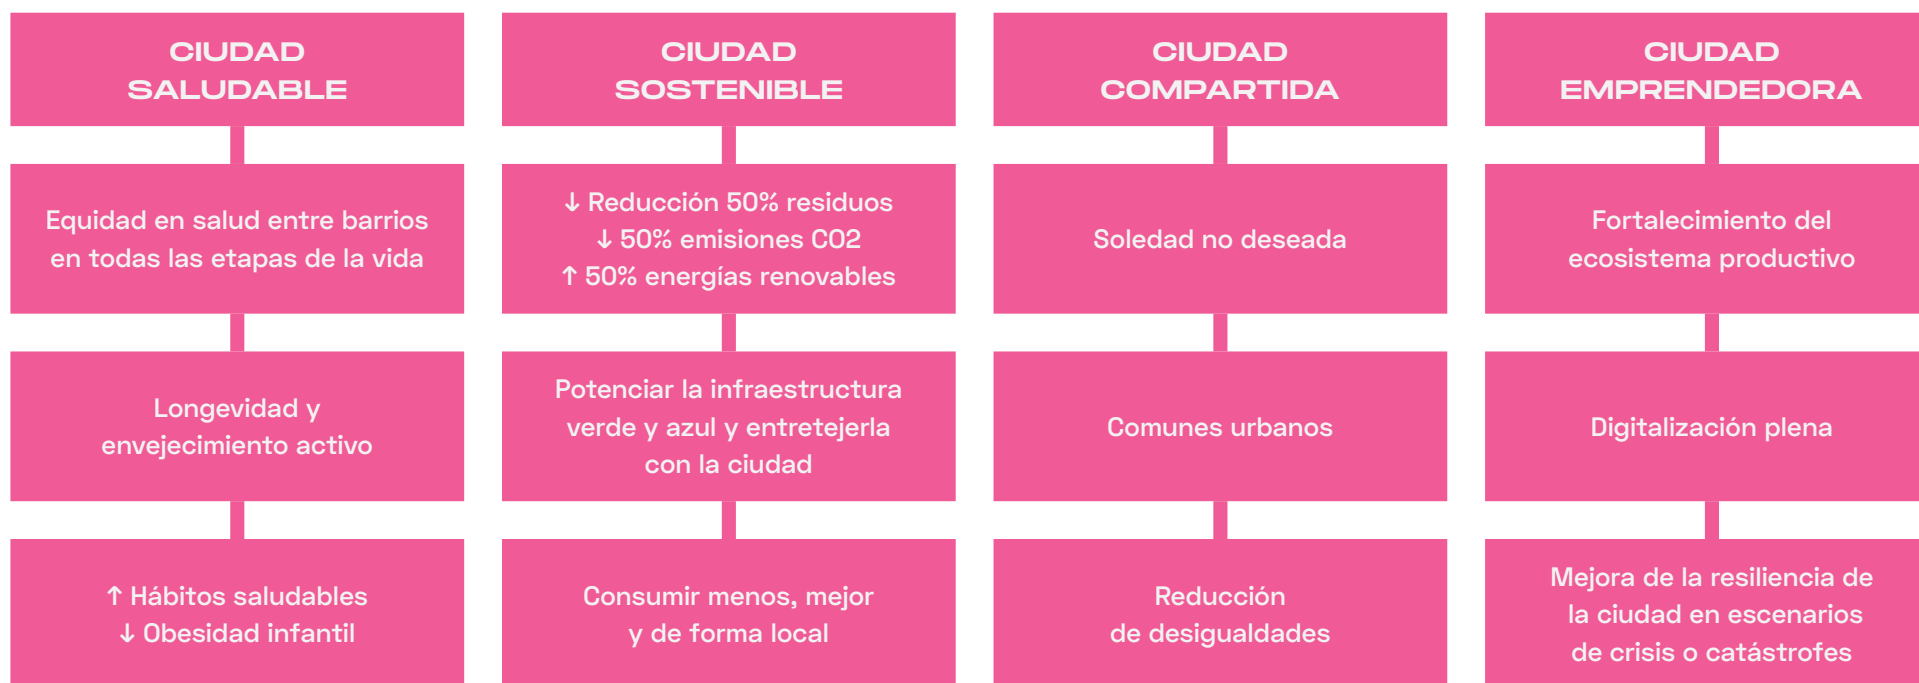 CIUDAD
SALUDABLE
Equidad en salud entre barrios
en todas las etapas de la vida
Longevidad y
envejecimiento activo
↑ Hábitos saludables
↓ Obesidad infantil
CIUDAD
SOSTENIBLE
↓ Reducción 50% residuos
↓ 50% emisiones CO2
↑ 50% energías renovables
Potenciar la infraestructura
verde y azul y entretejerla
con la ciudad
Consumir menos, mejor
y de forma local
CIUDAD
COMPARTIDA
Soledad no deseada
Comunes urbanos
Reducción
de desigualdades
CIUDAD
EMPRENDEDORA
Fortalecimiento del
ecosistema productivo
Digitalización plena
Mejora de la resiliencia de
la ciudad en escenarios
de crisis o catástrofes